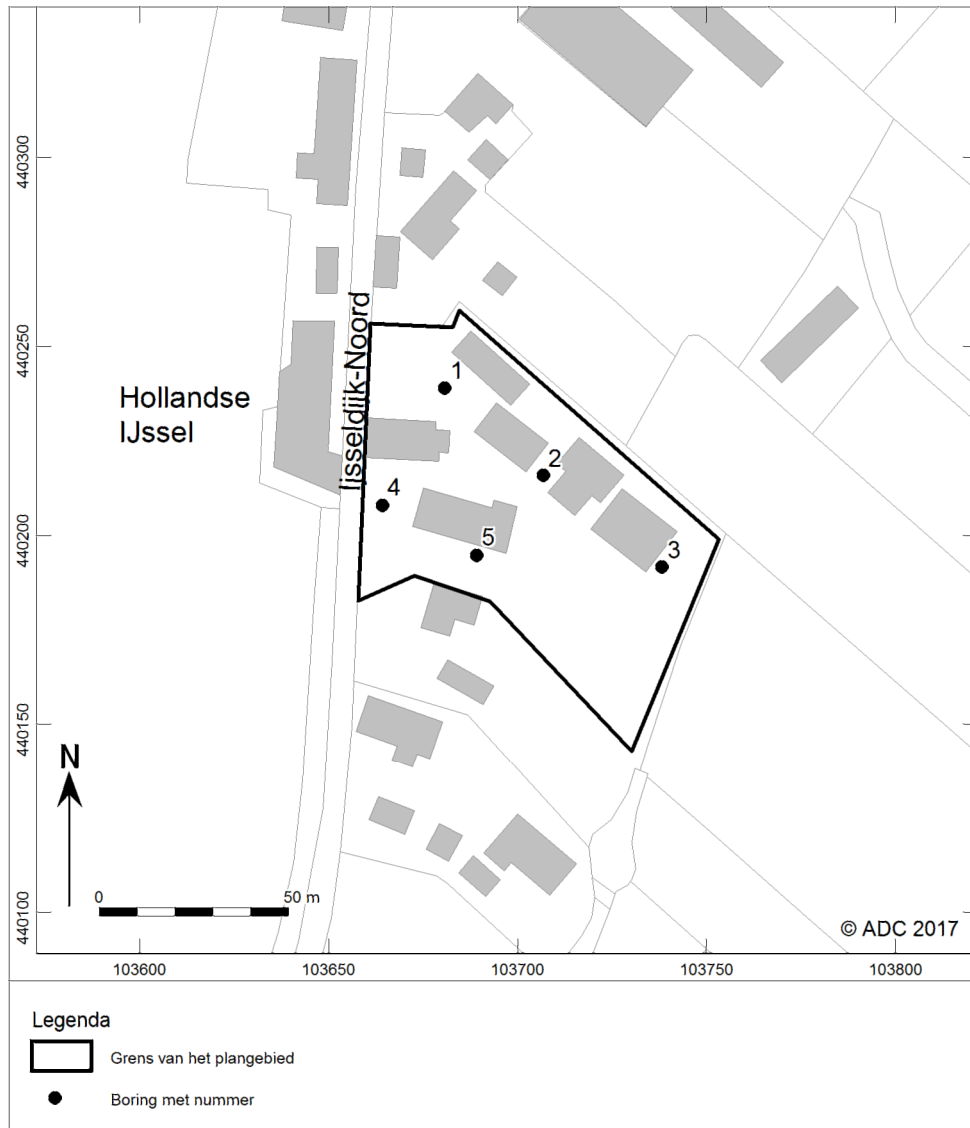 440300
440250
440200
440150
440100
Ijsseldijk-Noord
Hollandse
IJssel
1
2
3
4
5
N
0 50 m
© ADC 2017
103600 103650 103700 103750 103800
Legenda
Grens van het plangebied
Boring met nummer